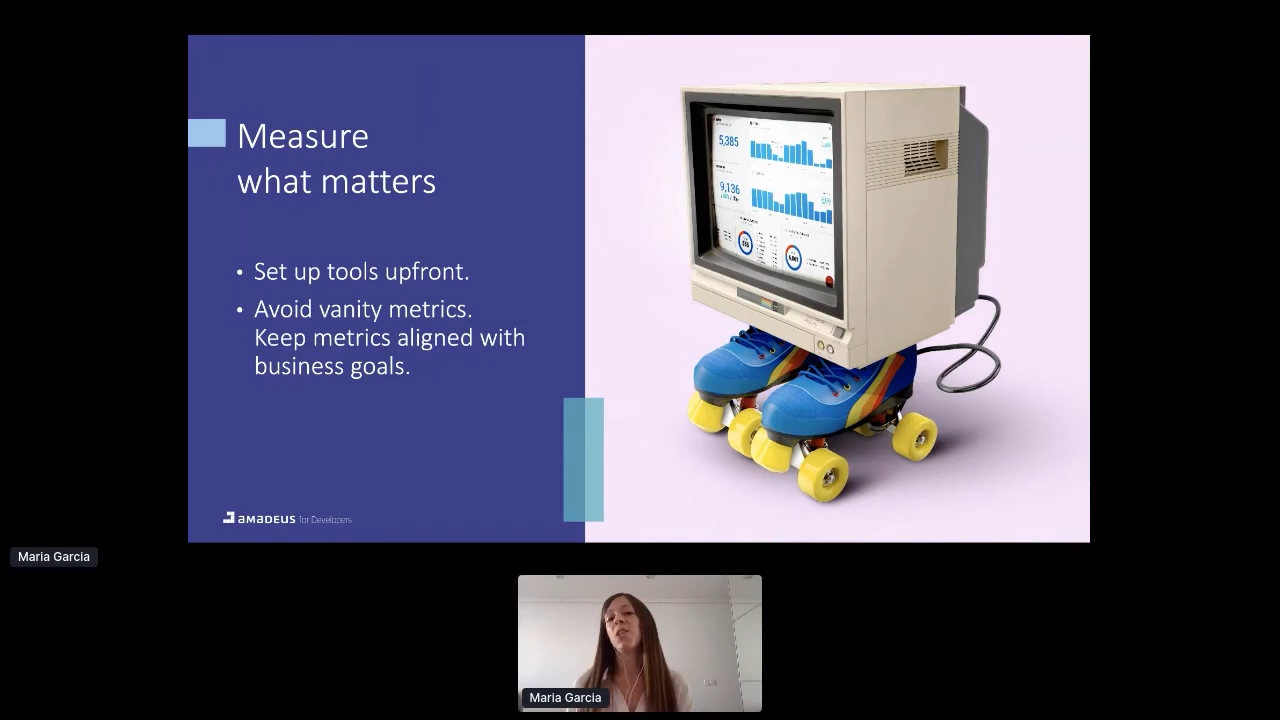 Measure
what matters
• Set up tools upfront.
• Avoid vanity metrics.
Keep metrics aligned with
business goals.
5,385
9,136
amadeus for Developers
Maria Garcia
Maria Garcia